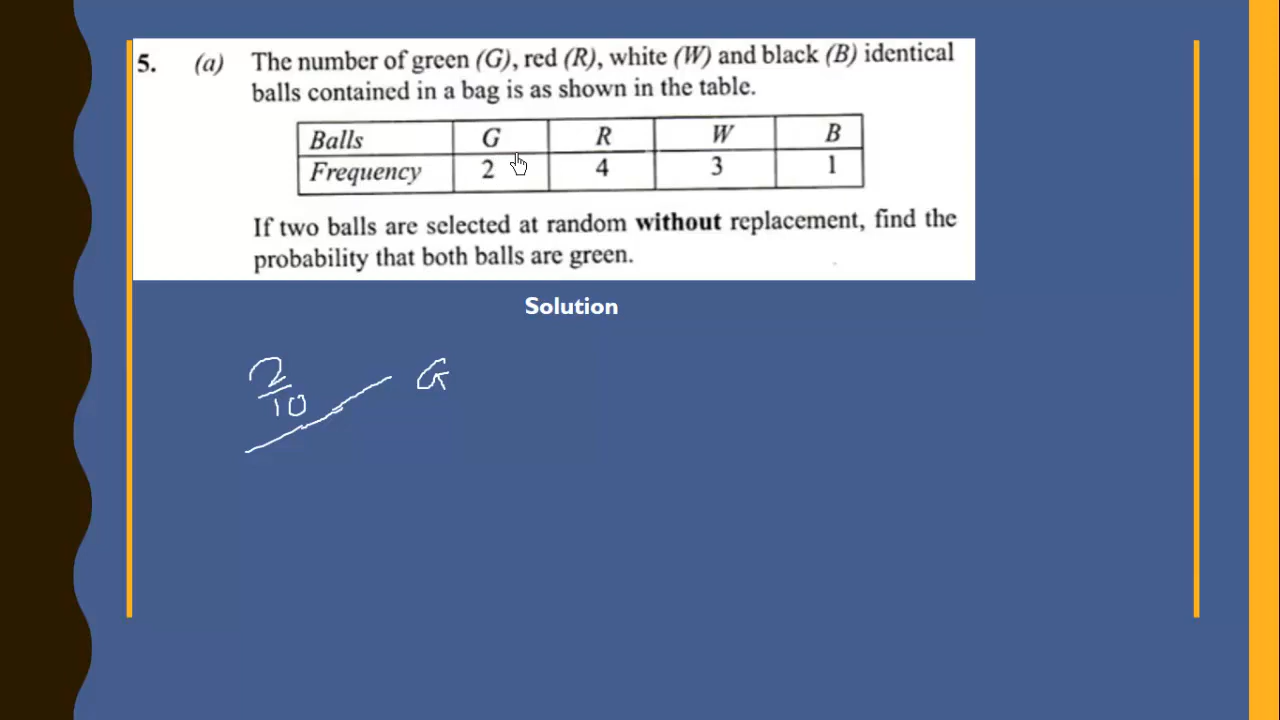 5. (a) The number of green (G), red (R), white (W) and black (B) identical
balls contained in a bag is as shown in the table.
Balls G R W B
Frequency 2 4 3 1
If two balls are selected at random without replacement, find the
probability that both balls are green.
Solution
2
10
G